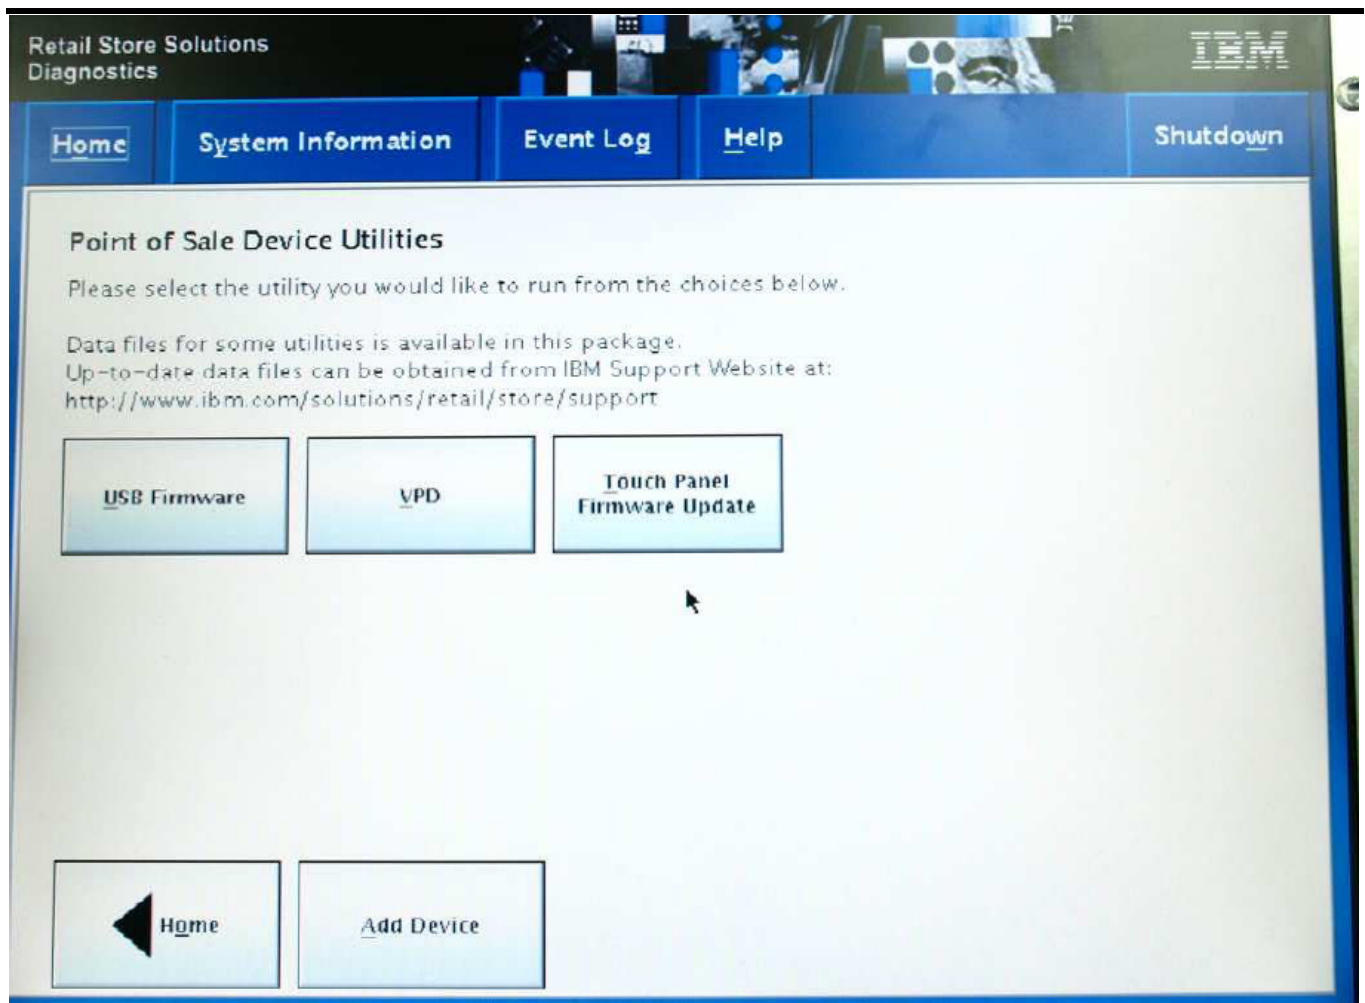 Retail Store Solutions
Diagnostics
IBM
Home
System Information
Event Log
Help
Shutdown
Point of Sale Device Utilities
Please select the utility you would like to run from the choices below.
Data files for some utilities is available in this package.
Up-to-date data files can be obtained from IBM Support Website at:
http://www.ibm.com/solutions/retail/store/support
USB Firmware
VPD
Touch Panel
Firmware Update
Home
Add Device